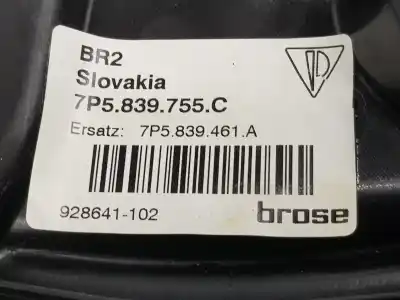 BR2
Slovakia
7P5.839.755.C
Ersatz: 7P5.839.461.A
928641-102
brose